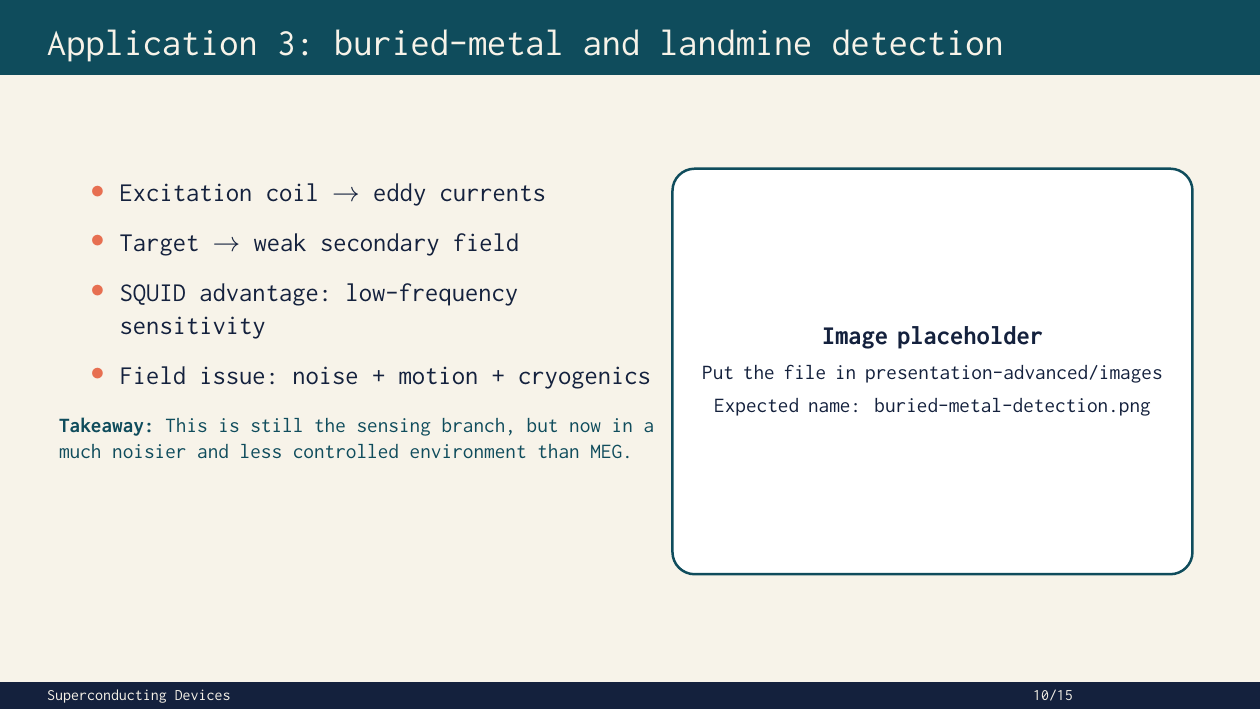 Application 3: buried-metal and landmine detection
• Excitation coil → eddy currents
• Target → weak secondary field
• SQUID advantage: low-frequency
sensitivity
• Field issue: noise + motion + cryogenics
Takeaway: This is still the sensing branch, but now in a
much noisier and less controlled environment than MEG.
Image placeholder
Put the file in presentation-advanced/images
Expected name: buried-metal-detection.png
Superconducting Devices
10/15